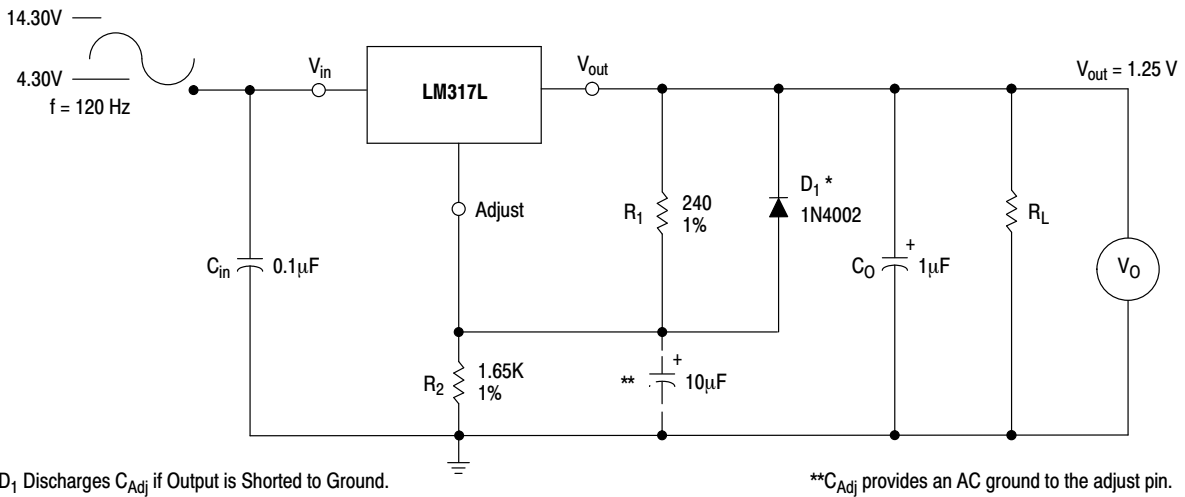 14.30V
4.30V
f = 120 Hz
Vin
LM317L
Vout
Vout = 1.25 V
Adjust
Cin 0.1μF
R1 240
1%
D1 *
1N4002
CO + 1μF
RL
VO
R2 1.65K
1%
** + 10μF
D1 Discharges CAdj if Output is Shorted to Ground.
**CAdj provides an AC ground to the adjust pin.